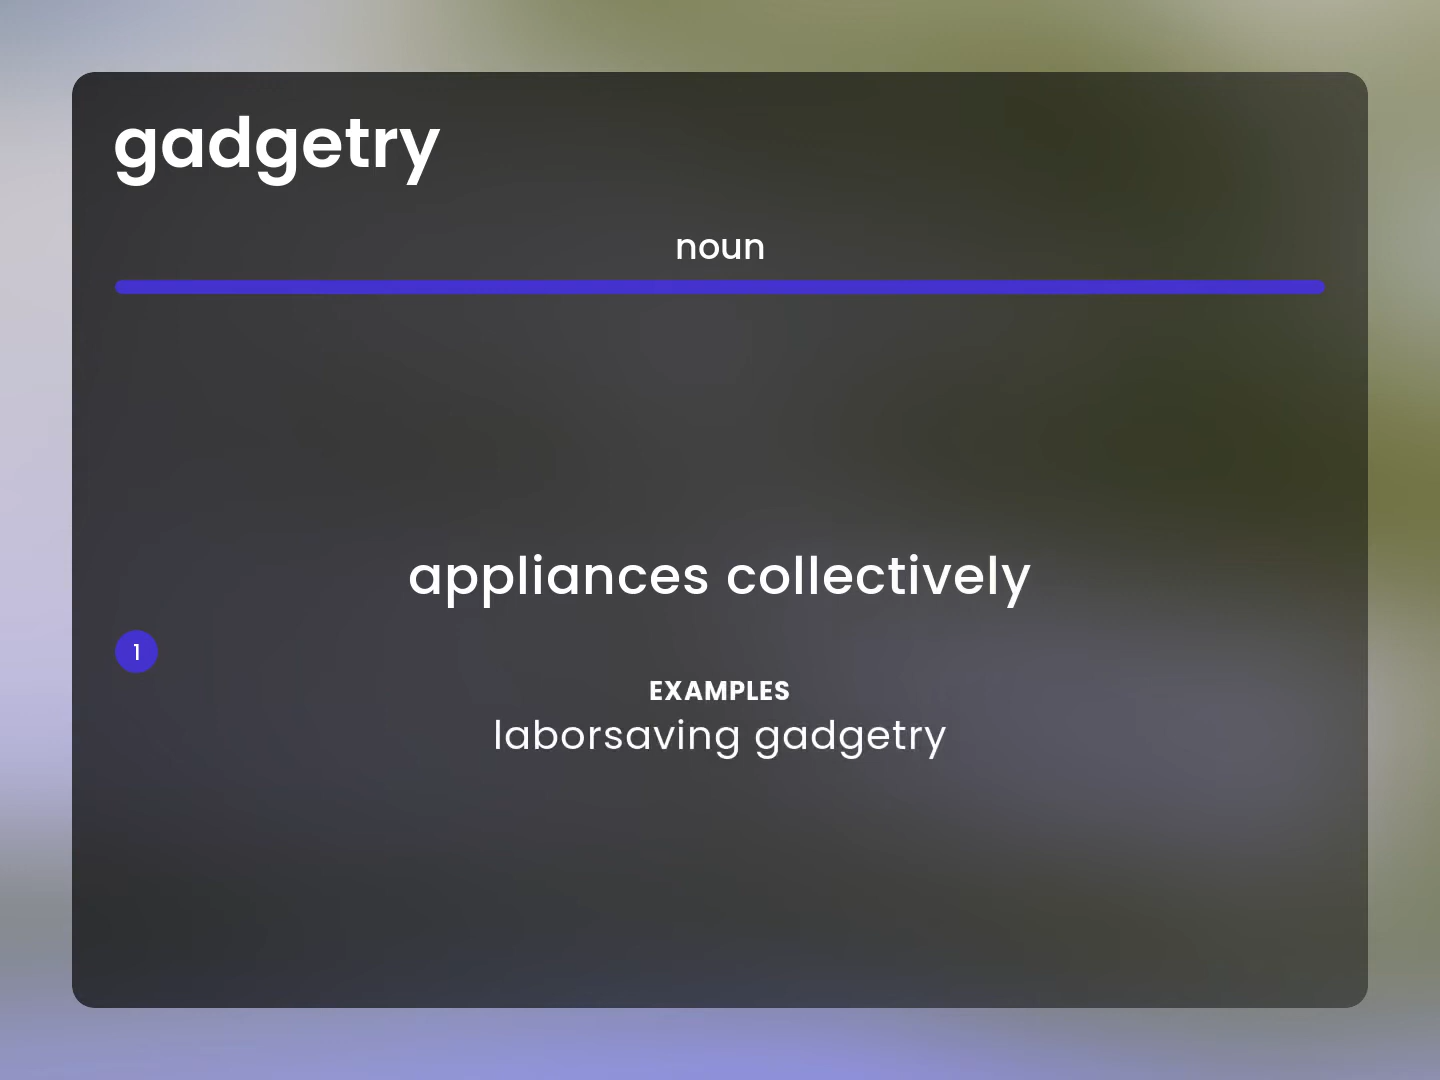 gadgetry
noun
appliances collectively
1
EXAMPLES
laborsaving gadgetry